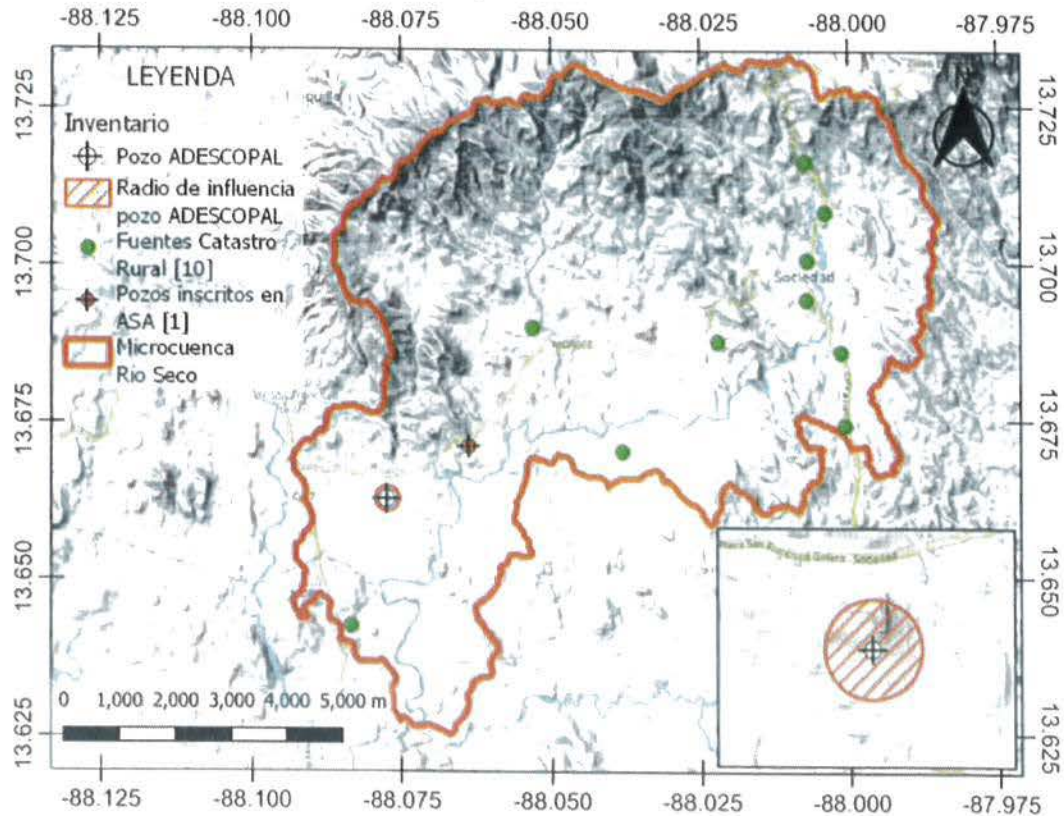 -88.125 -88.100 -88.075 -88.050 -88.025 -88.000 -87.975
LEYENDA
Inventario
Pozo ADESCOPAL
Radio de influencia
pozo ADESCOPAL
Fuentes Catastro
Rural [10]
Pozos inscritos en
ASA [1]
Microcuenca
Rio Seco
13.725
13.700
13.675
13.650
13.625
13.725
13.700
13.675
13.650
13.625
Sociedad
Sociedad
0 1,000 2,000 3,000 4,000 5,000 m
-88.125 -88.100 -88.075 -88.050 -88.025 -88.000 -87.975